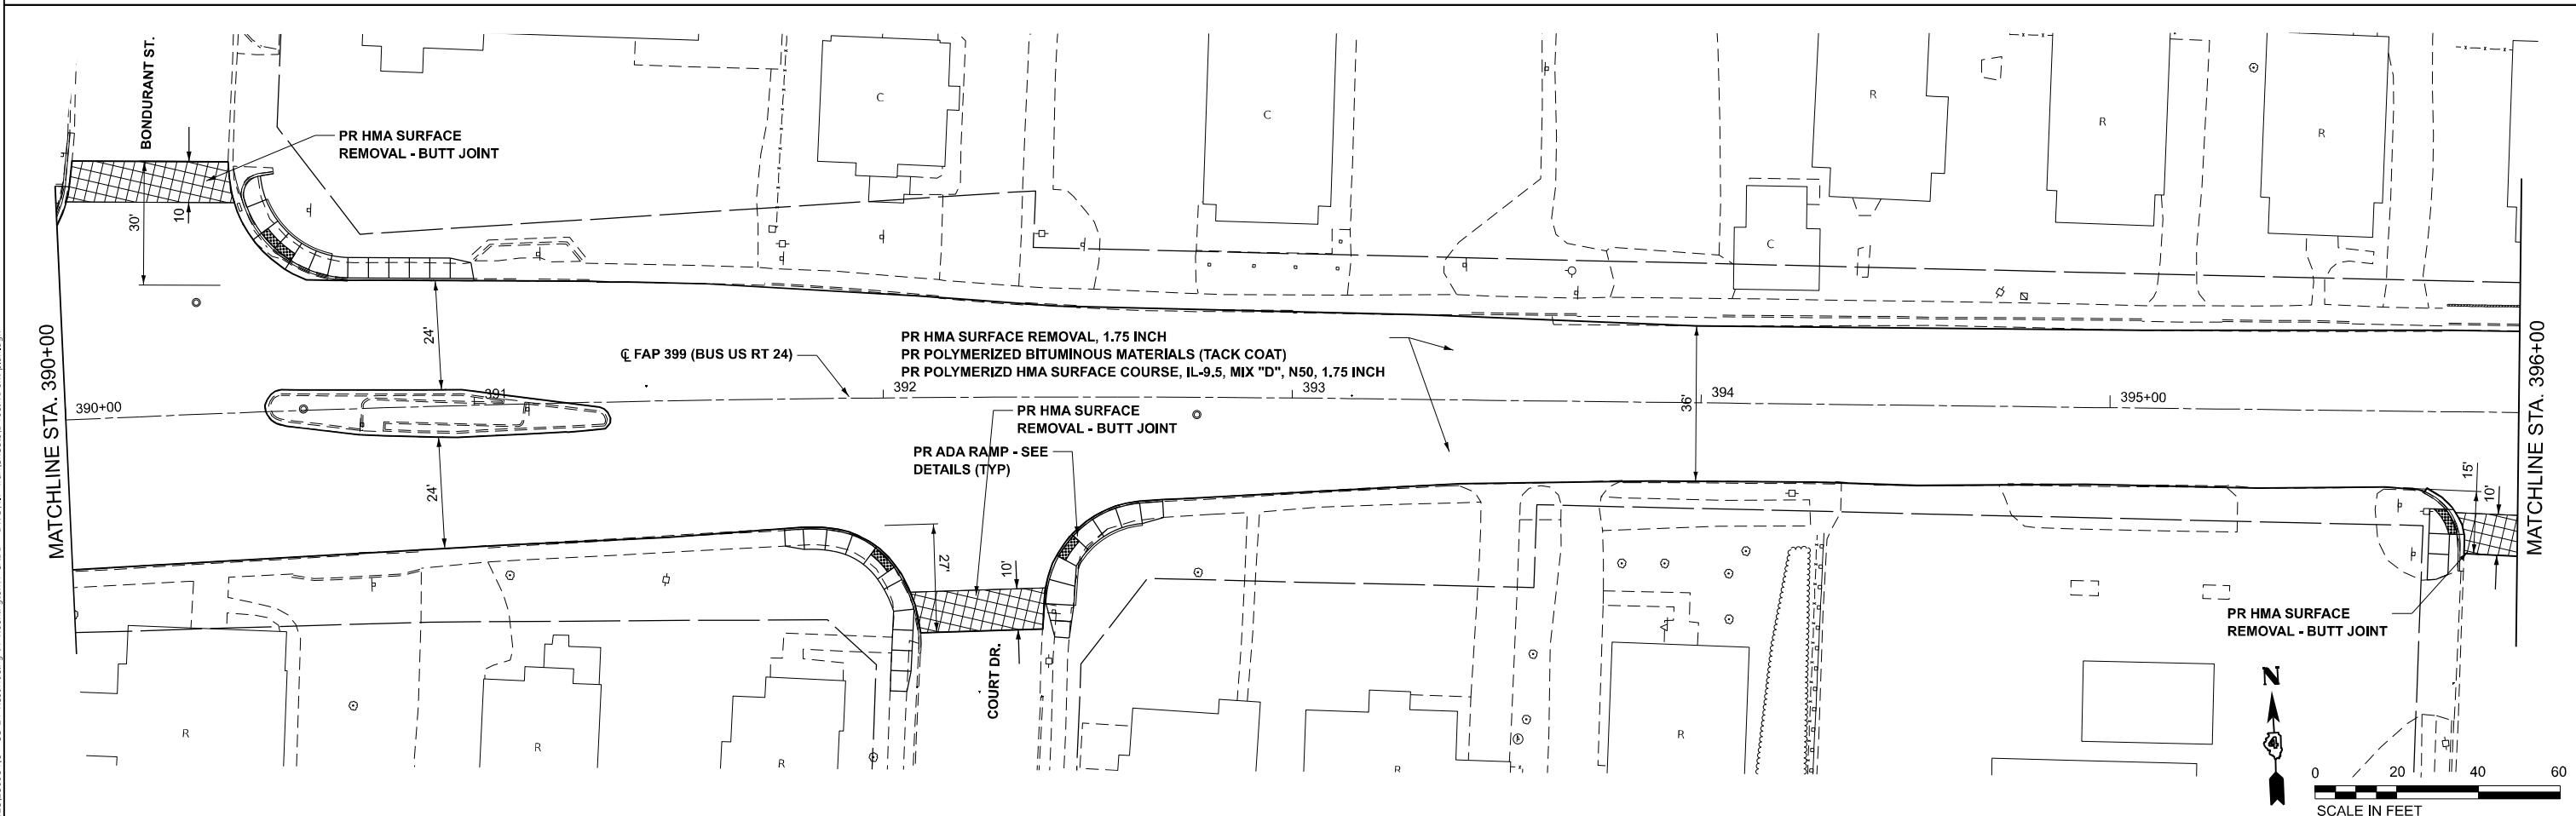 BONDURANT ST.
PR HMA SURFACE
REMOVAL - BUTT JOINT
30'
10
C
C
C
R
R
R
24'
℄ FAP 399 (BUS US RT 24)
PR HMA SURFACE REMOVAL, 1.75 INCH
PR POLYMERIZED BITUMINOUS MATERIALS (TACK COAT)
PR POLYMERIZD HMA SURFACE COURSE, IL-9.5, MIX "D", N50, 1.75 INCH
MATCHLINE STA. 390+00
390+00
391
392
393
394
395+00
36'
MATCHLINE STA. 396+00
PR HMA SURFACE
REMOVAL - BUTT JOINT
PR ADA RAMP - SEE
DETAILS (TYP)
24'
27'
10'
15'
10'
COURT DR.
PR HMA SURFACE
REMOVAL - BUTT JOINT
R
R
R
R
R
N
4
0 20 40 60
SCALE IN FEET